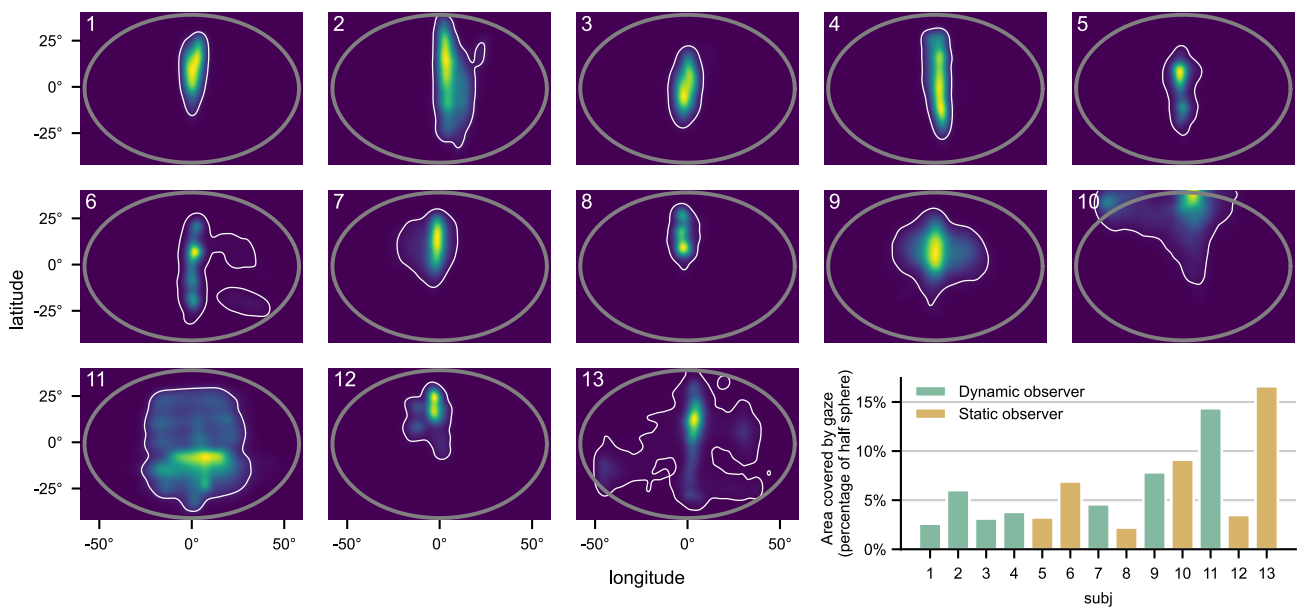 1 2 3 4 5
25°
0°
-25°
6 7 8 9 10
25°
0°
-25°
latitude
11 12 13
25°
0°
-25°
-50° 0° 50° -50° 0° 50° -50° 0° 50°
longitude
Dynamic observer
Static observer
Area covered by gaze
(percentage of half sphere)
15%
10%
5%
0%
1 2 3 4 5 6 7 8 9 10 11 12 13
subj